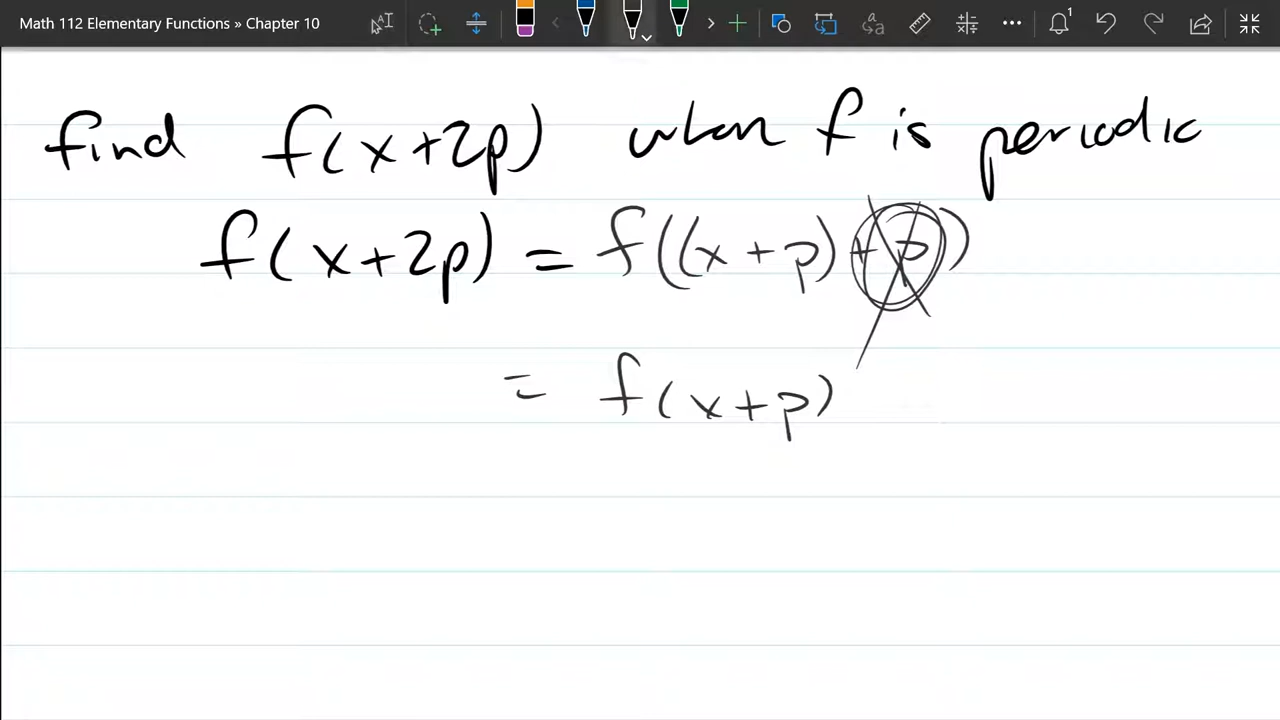 Math 112 Elementary Functions » Chapter 10
find f(x+2p) when f is periodic
f(x+2p) = f((x+p)+p)
= f(x+p)